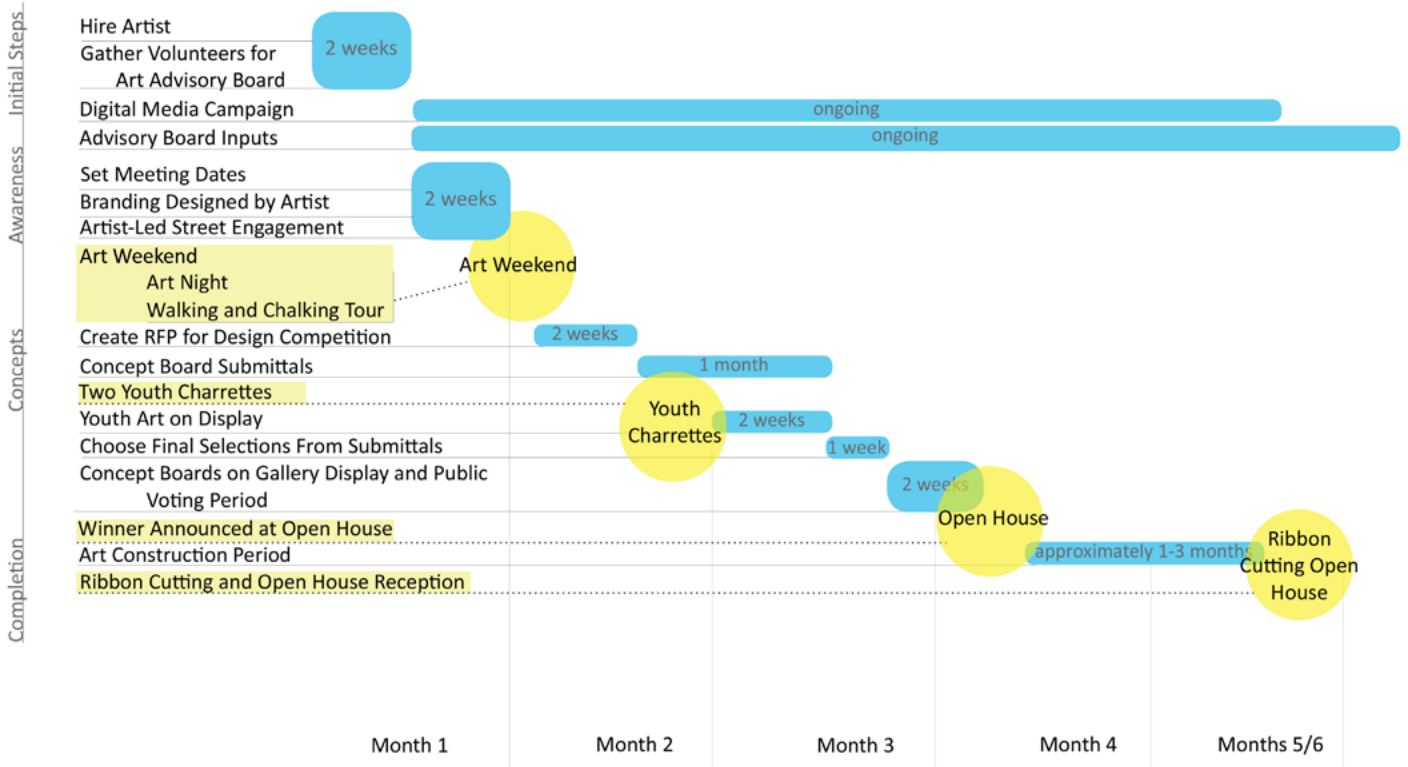 Initial Steps
Hire Artist
Gather Volunteers for
Art Advisory Board
2 weeks
Digital Media Campaign
ongoing
Advisory Board Inputs
ongoing
Awareness
Set Meeting Dates
Branding Designed by Artist
2 weeks
Artist-Led Street Engagement
Art Weekend
Art Night
Walking and Chalking Tour
Art Weekend
Concepts
Create RFP for Design Competition
2 weeks
Concept Board Submittals
1 month
Two Youth Charrettes
Youth
Charrettes
Youth Art on Display
2 weeks
Choose Final Selections From Submittals
1 week
Concept Boards on Gallery Display and Public
Voting Period
2 weeks
Completion
Winner Announced at Open House
Open House
Art Construction Period
approximately 1-3 months
Ribbon Cutting and Open House Reception
Ribbon
Cutting Open
House
Month 1
Month 2
Month 3
Month 4
Months 5/6